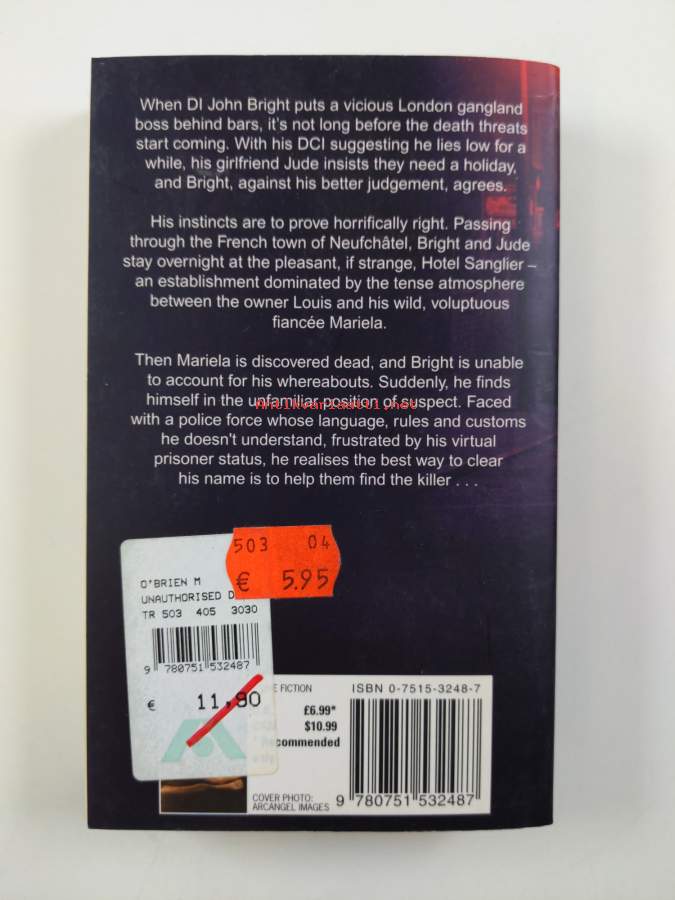 When DI John Bright puts a vicious London gangland
boss behind bars, it's not long before the death threats
start coming. With his DCI suggesting he lies low for a
while, his girlfriend Jude insists they need a holiday,
and Bright, against his better judgement, agrees.
His instincts are to prove horrifically right. Passing
through the French town of Neufchâtel, Bright and Jude
stay overnight at the pleasant, if strange, Hotel Sanglier –
an establishment dominated by the tense atmosphere
between the owner Louis and his wild, voluptuous
fiancée Mariela.
Then Mariela is discovered dead, and Bright is unable
to account for his whereabouts. Suddenly, he finds
himself in the unfamiliar position of suspect. Faced
Antikvariaatti.net
with a police force whose language, rules and customs
he doesn't understand, frustrated by his virtual
prisoner status, he realises the best way to clear
his name is to help them find the killer . . .
503 04
€ 5.95
O'BRIEN M
UNAUTHORISED D
TR 503 405 3030
9 780751 532487
€ 11,90
FICTION
ISBN 0-7515-3248-7
£6.99*
$10.99
commended
COVER PHOTO:
ARCANGEL IMAGES
9 780751 532487